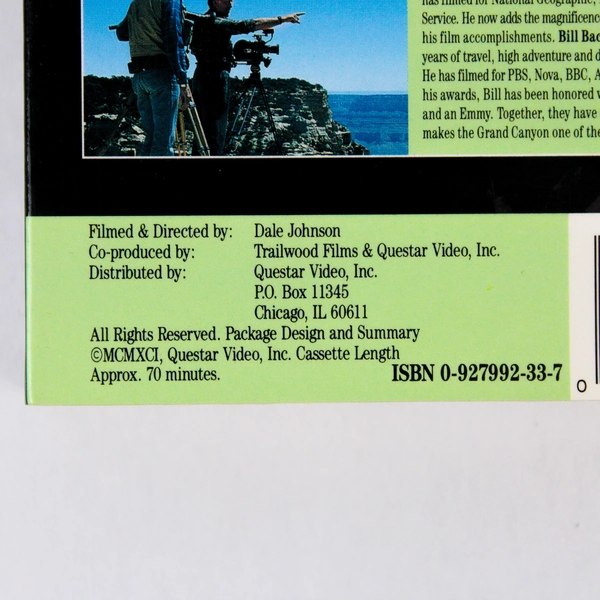 has filmed for National Geographic,
Service. He now adds the magnificence
his film accomplishments. Bill
years of travel, high adventure and
He has filmed for PBS, Nova, BBC,
his awards, Bill has been honored
and an Emmy. Together, they have
makes the Grand Canyon one of the
Filmed & Directed by: Dale Johnson
Co-produced by: Trailwood Films & Questar Video, Inc.
Distributed by: Questar Video, Inc.
P.O. Box 11345
Chicago, IL 60611
All Rights Reserved. Package Design and Summary
©MCMXCI, Questar Video, Inc. Cassette Length
Approx. 70 minutes.
ISBN 0-927992-33-7
0